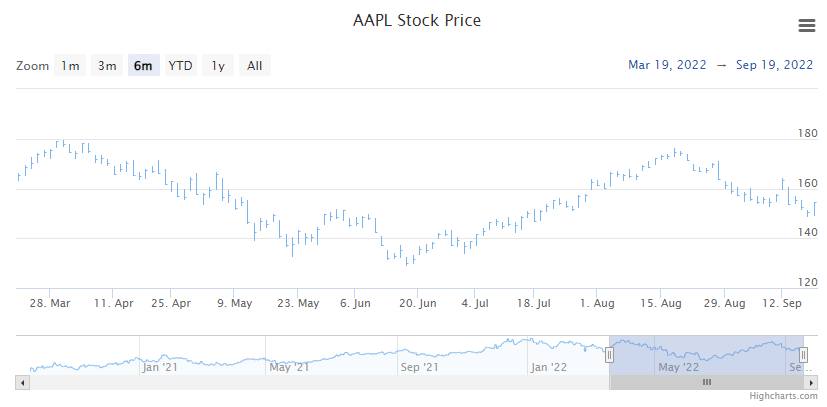 AAPL Stock Price
Zoom 1m 3m 6m YTD 1y All Mar 19, 2022 → Sep 19, 2022
180
160
140
120
28. Mar 11. Apr 25. Apr 9. May 23. May 6. Jun 20. Jun 4. Jul 18. Jul 1. Aug 15. Aug 29. Aug 12. Sep
Jan '21 May '21 Sep '21 Jan '22 May '22 Se…
Highcharts.com